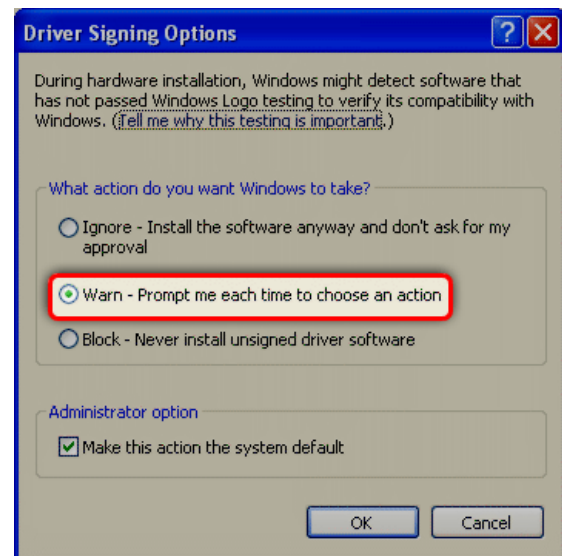 Driver Signing Options
During hardware installation, Windows might detect software that
has not passed Windows Logo testing to verify its compatibility with
Windows. (Tell me why this testing is important.)
What action do you want Windows to take?
Ignore - Install the software anyway and don't ask for my
approval
Warn - Prompt me each time to choose an action
Block - Never install unsigned driver software
Administrator option
Make this action the system default
OK
Cancel